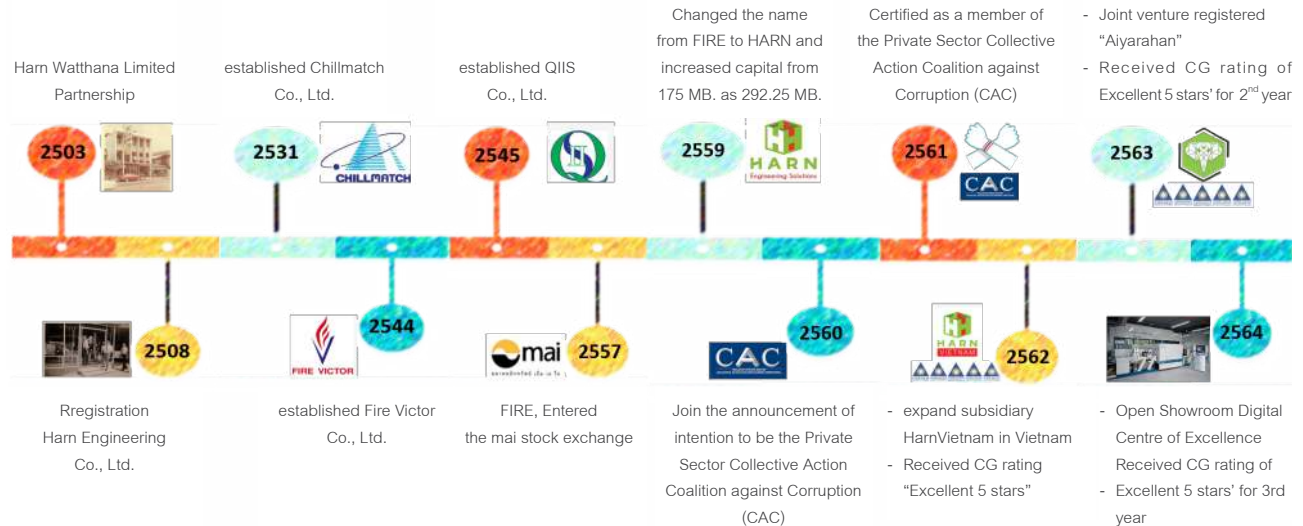 Harn Watthana Limited
Partnership
2503
Rregistration
Harn Engineering
Co., Ltd.
2508
established Chillmatch
Co., Ltd.
2531
CHILLMATCH
established Fire Victor
Co., Ltd.
2544
FIRE VICTOR
established QIIS
Co., Ltd.
2545
FIRE, Entered
the mai stock exchange
2557
mai
Changed the name
from FIRE to HARN and
increased capital from
175 MB. as 292.25 MB.
2559
HARN
Engineering Solutions
Join the announcement of
intention to be the Private
Sector Collective Action
Coalition against Corruption
(CAC)
2560
CAC
Certified as a member of
the Private Sector Collective
Action Coalition against
Corruption (CAC)
2561
CAC
- expand subsidiary
HarnVietnam in Vietnam
- Received CG rating
“Excellent 5 stars”
2562
HARN
VIETNAM
- Joint venture registered
“Aiyarahan”
- Received CG rating of
Excellent 5 stars’ for 2nd year
2563
- Open Showroom Digital
Centre of Excellence
Received CG rating of
- Excellent 5 stars’ for 3rd
year
2564